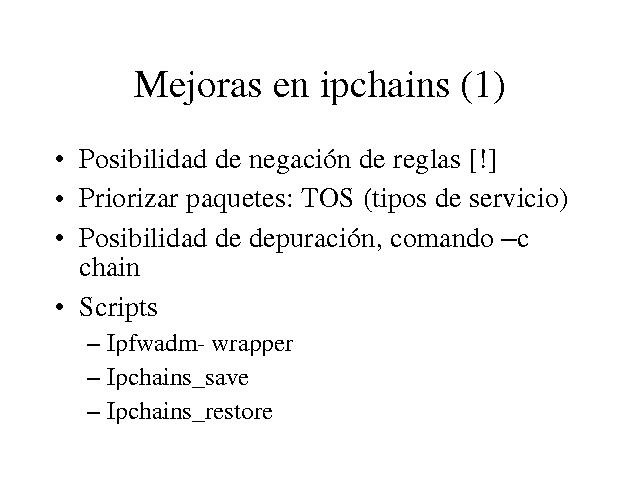 Mejoras en ipchains (1)
• Posibilidad de negación de reglas [!]
• Priorizar paquetes: TOS (tipos de servicio)
• Posibilidad de depuración, comando –c
chain
• Scripts
– Ipfwadm- wrapper
– Ipchains_save
– Ipchains_restore